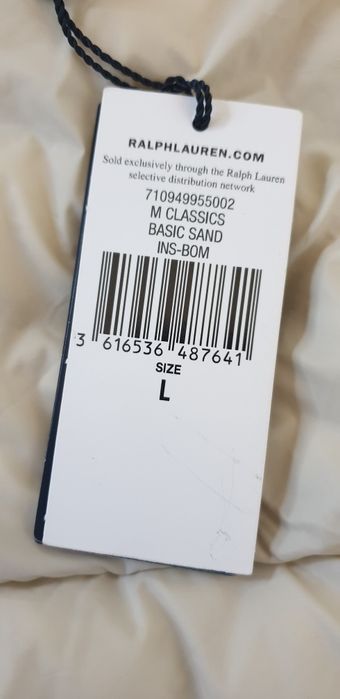 RALPHLAUREN.COM
Sold exclusively through the Ralph Lauren
selective distribution network
710949955002
M CLASSICS
BASIC SAND
INS-BOM
3 616536 487641
SIZE
L